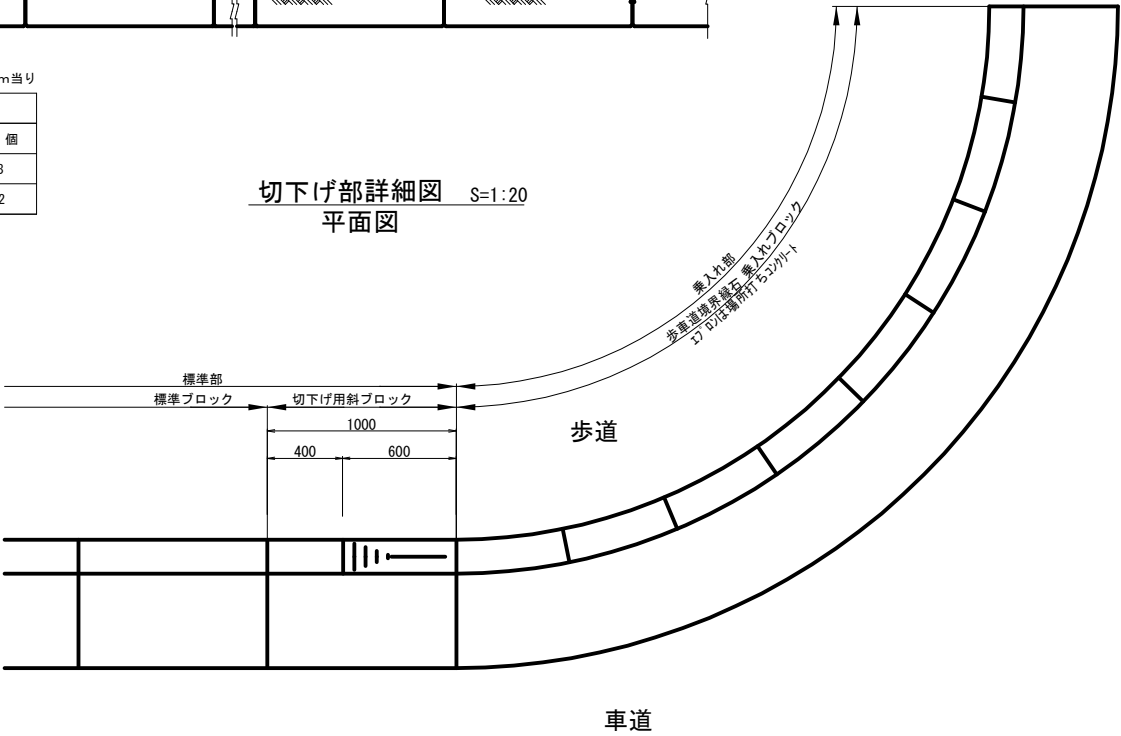 m当り
個
3
2
切下げ部詳細図 S=1:20
平面図
乗入れ部
歩車道境界縁石 乗入れブロック
ｴﾌﾟﾛﾝは場所打ちｺﾝｸﾘｰﾄ
標準部
標準ブロック
切下げ用斜ブロック
1000
400
600
歩道
車道